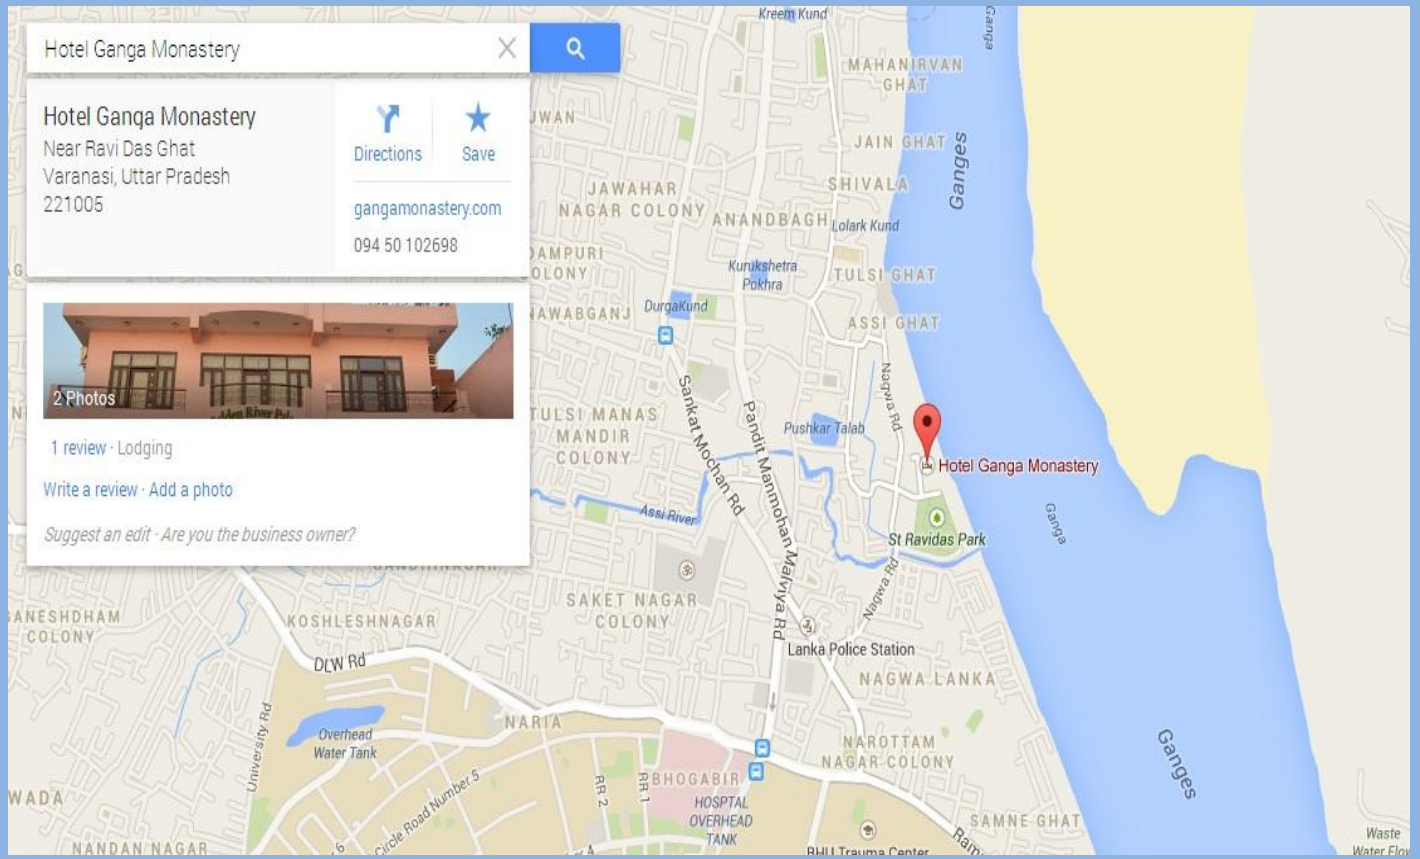 Hotel Ganga Monastery
Hotel Ganga Monastery
Near Ravi Das Ghat
Varanasi, Uttar Pradesh
221005
Directions
Save
gangamonastery.com
094 50 102698
2 Photos
1 review · Lodging
Write a review · Add a photo
Suggest an edit · Are you the business owner?
Kreem Kund
Ganga
MAHANIRVAN
GHAT
JAIN GHAT
Ganges
SHIVALA
JAWAHAR
NAGAR COLONY
ANANDBAGH
Lolark Kund
Kurukshetra
Pokhra
TULSI GHAT
NAWABGANJ
DurgaKund
ASSI GHAT
Nagwa Rd
Sankat Mochan Rd
Pandit Manmohan Malviya Rd
TULSI MANAS
MANDIR
COLONY
Pushkar Talab
Hotel Ganga Monastery
Assi River
Ganga
St Ravidas Park
Nagwa Rd
SAKET NAGAR
COLONY
GANESHDHAM
COLONY
KOSHLESHNAGAR
DLW Rd
Lanka Police Station
NAGWA LANKA
University Rd
Overhead
Water Tank
NARIA
NAROTTAM
NAGAR COLONY
Ganges
BHOGABIR
RR 2
RR 1
Circle Road Number 5
HOSPTAL
OVERHEAD
TANK
SAMNE GHAT
BHU Trauma Center
NANDAN NAGAR
Waste
Water Flow